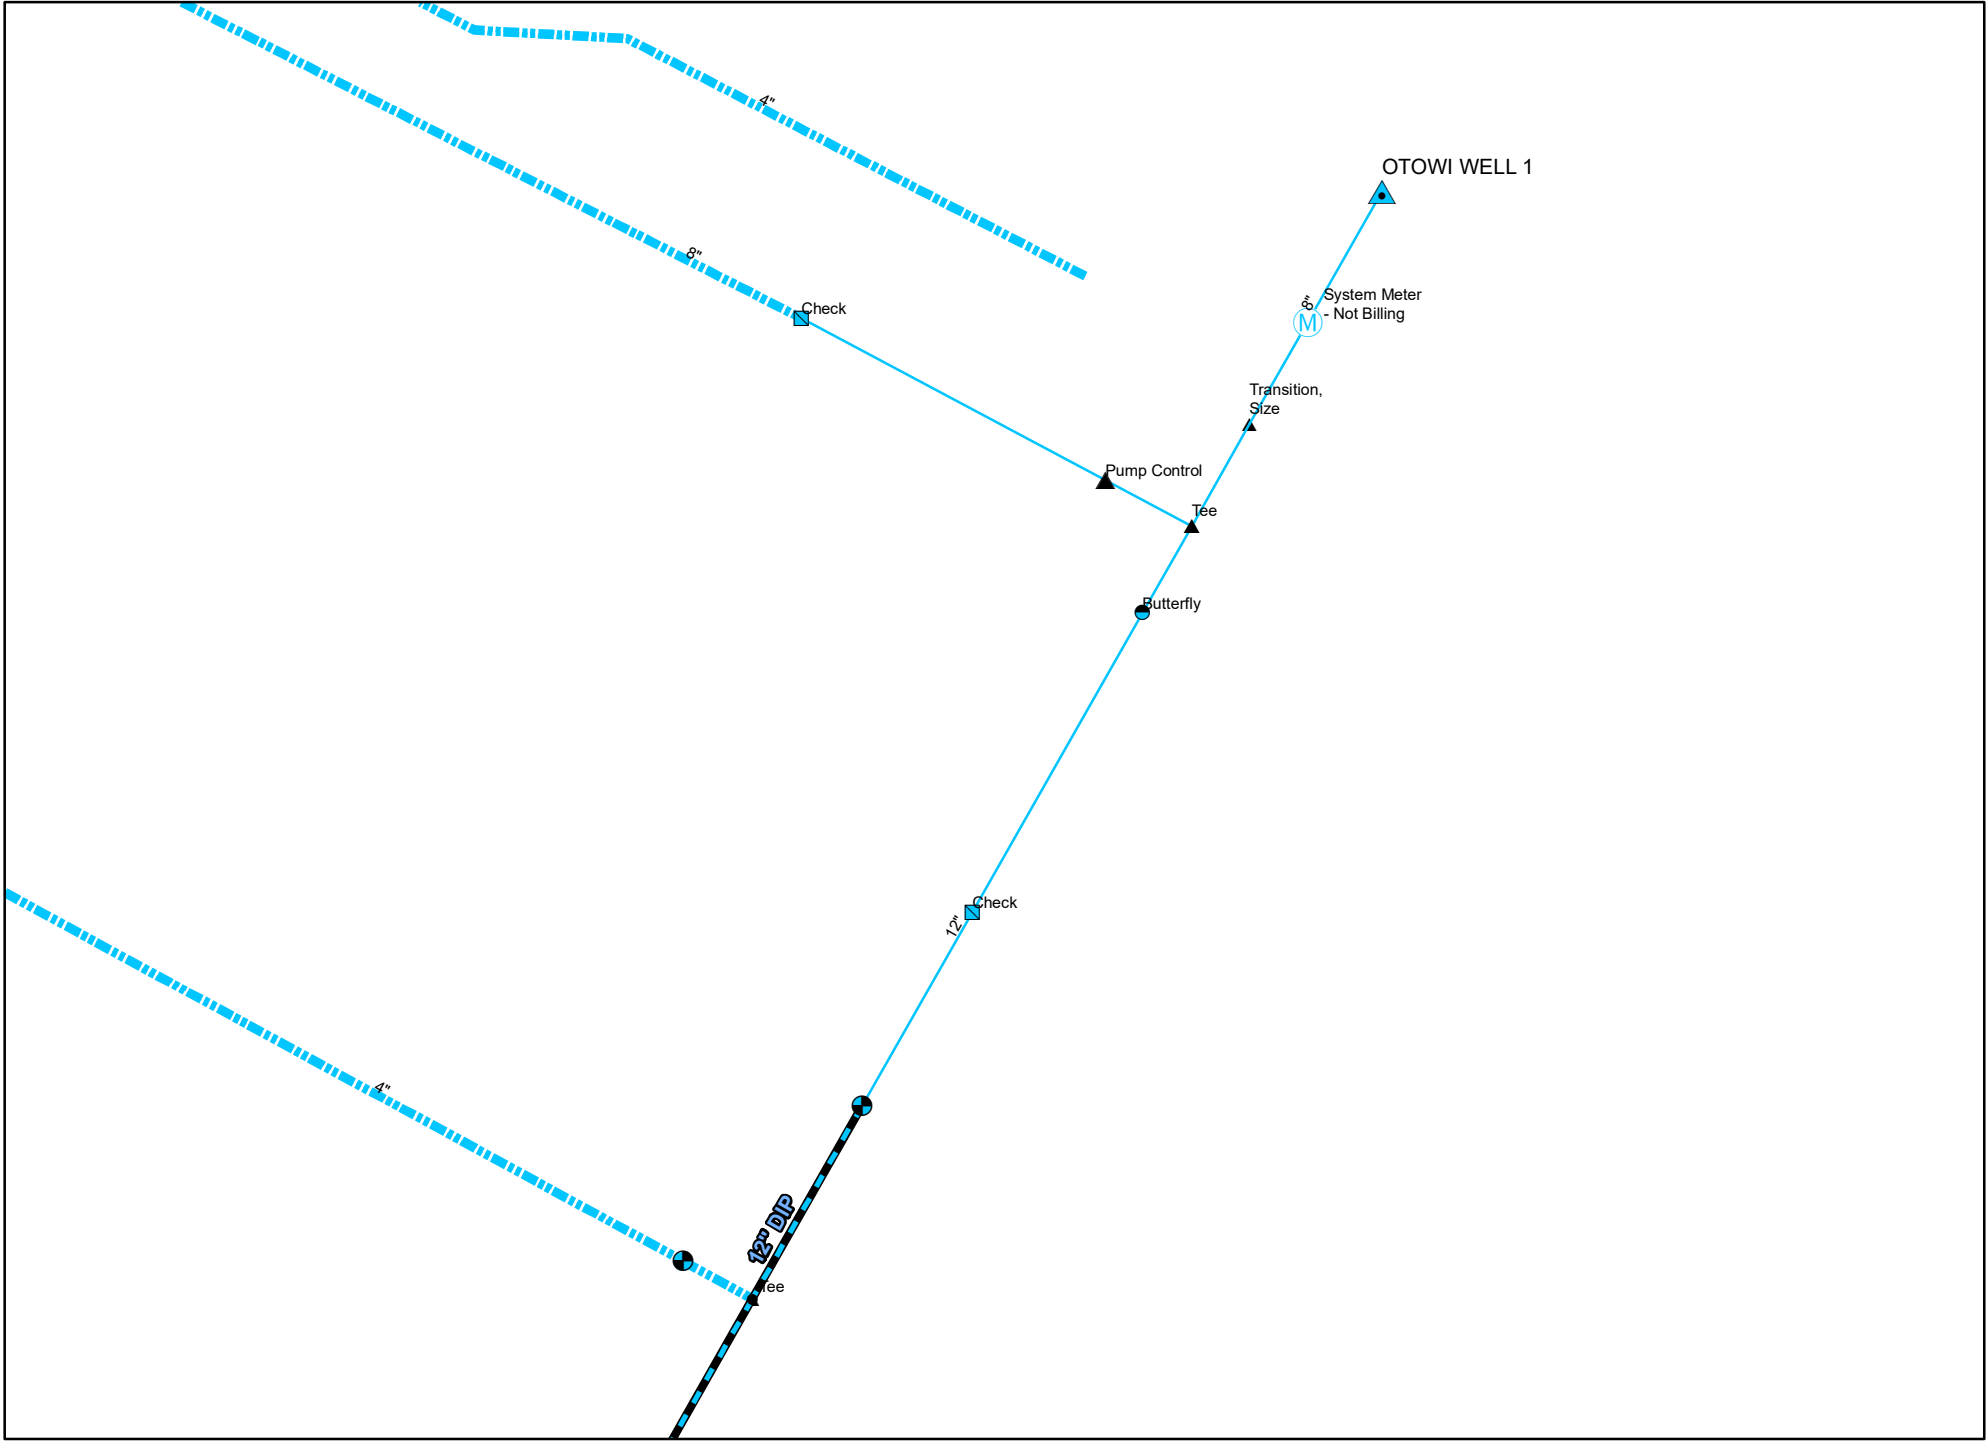 4"
OTOWI WELL 1
8"
8"
System Meter
- Not Billing
Check
Transition,
Size
Pump Control
Tee
Butterfly
Check
12"
4"
12" DIP
Tee
M